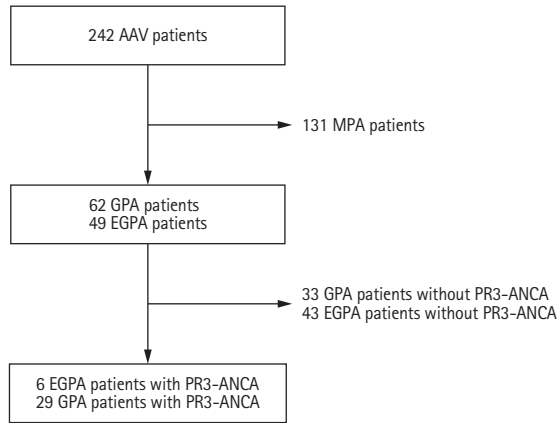 242 AAV patients
131 MPA patients
62 GPA patients
49 EGPA patients
33 GPA patients without PR3-ANCA
43 EGPA patients without PR3-ANCA
6 EGPA patients with PR3-ANCA
29 GPA patients with PR3-ANCA